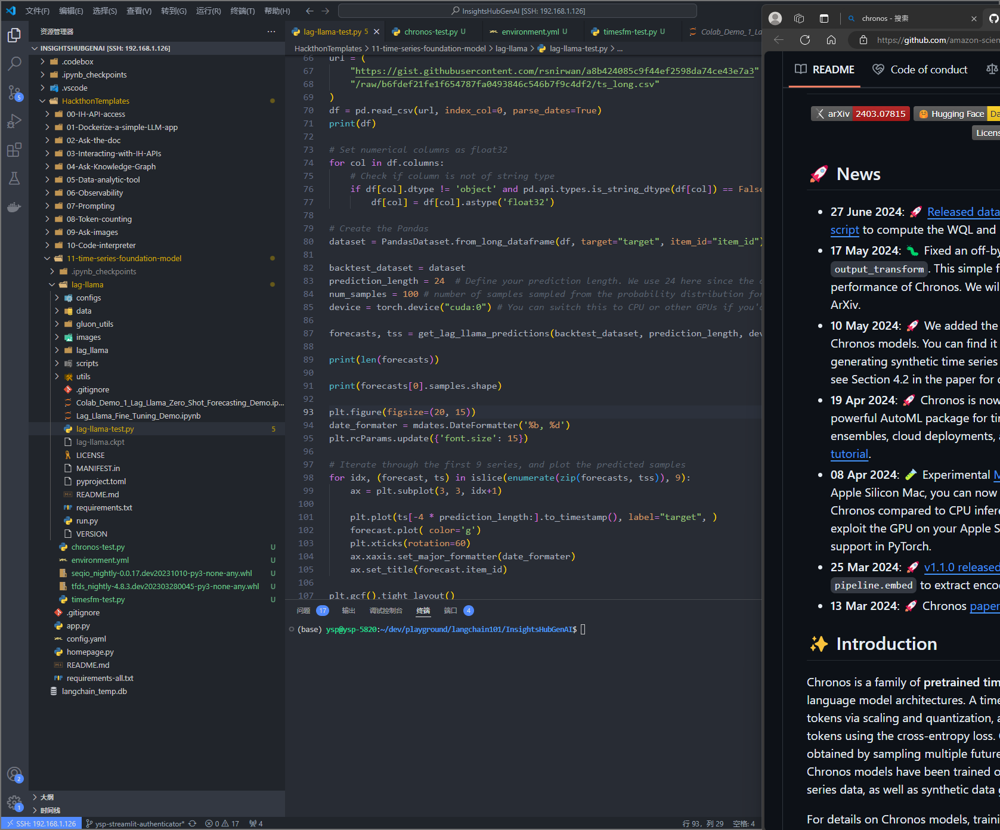 文件(F) 编辑(E) 选择(S) 查看(V) 转到(G) 运行(R) 终端(T) 帮助(H)
InsightsHubGenAI [SSH: 192.168.1.126]
资源管理器
INSIGHTSHUBGENAI [SSH: 192.168.1.126]
.codebox
.ipynb_checkpoints
.vscode
HackthonTemplates
00-IH-API-access
01-Dockerize-a-simple-LLM-app
02-Ask-the-doc
03-Interacting-with-IH-APIs
04-Ask-Knowledge-Graph
05-Data-analytic-tool
06-Observability
07-Prompting
08-Token-counting
09-Ask-images
10-Code-interpreter
11-time-series-foundation-model
.ipynb_checkpoints
lag-llama
configs
data
gluon_utils
images
lag_llama
scripts
utils
.gitignore
Colab_Demo_1_Lag_Llama_Zero_Shot_Forecasting_Demo.ip...
Lag_Llama_Fine_Tuning_Demo.ipynb
lag-llama-test.py 5
lag-llama.ckpt
LICENSE
MANIFEST.in
pyproject.toml
README.md
requirements.txt
run.py
VERSION
chronos-test.py U
environment.yml U
seqio_nightly-0.0.17.dev20231010-py3-none-any.whl U
tfds_nightly-4.8.3.dev202303280045-py3-none-any.whl U
timesfm-test.py U
.gitignore
app.py
config.yaml
homepage.py
README.md
requirements-all.txt
langchain_temp.db
大纲
时间线
5
2
1
lag-llama-test.py 5 chronos-test.py U environment.yml U timesfm-test.py U Colab_Demo_1_La
HackthonTemplates > 11-time-series-foundation-model > lag-llama > lag-llama-test.py > ...
66 url = (
67 "https://gist.githubusercontent.com/rsnirwan/a8b424085c9f44ef2598da74ce43e7a3"
68 "/raw/b6fdef21fe1f654787fa0493846c546b7f9c4df2/ts_long.csv"
69 )
70 df = pd.read_csv(url, index_col=0, parse_dates=True)
71 print(df)
72
73 # Set numerical columns as float32
74 for col in df.columns:
75 # Check if column is not of string type
76 if df[col].dtype != 'object' and pd.api.types.is_string_dtype(df[col]) == False
77 df[col] = df[col].astype('float32')
78
79 # Create the Pandas
80 dataset = PandasDataset.from_long_dataframe(df, target="target", item_id="item_id")
81
82 backtest_dataset = dataset
83 prediction_length = 24 # Define your prediction length. We use 24 here since the
84 num_samples = 100 # number of samples sampled from the probability distribution for
85 device = torch.device("cuda:0") # You can switch this to CPU or other GPUs if you'
86
87 forecasts, tss = get_lag_llama_predictions(backtest_dataset, prediction_length, dev
88
89 print(len(forecasts))
90
91 print(forecasts[0].samples.shape)
92
93 plt.figure(figsize=(20, 15))
94 date_formater = mdates.DateFormatter('%b, %d')
95 plt.rcParams.update({'font.size': 15})
96
97 # Iterate through the first 9 series, and plot the predicted samples
98 for idx, (forecast, ts) in islice(enumerate(zip(forecasts, tss)), 9):
99 ax = plt.subplot(3, 3, idx+1)
100
101 plt.plot(ts[-4 * prediction_length:].to_timestamp(), label="target", )
102 forecast.plot( color='g')
103 plt.xticks(rotation=60)
104 ax.xaxis.set_major_formatter(date_formater)
105 ax.set_title(forecast.item_id)
106
107 plt.gcf().tight_layout()
问题 17 输出 调试控制台 终端 端口 4
(base) ysp@ysp-5820:~/dev/playground/langchain101/InsightsHubGenAI$
SSH: 192.168.1.126 ysp-streamlit-authenticator* 0 17 4 行 93，列 29 空格: 4
chronos - 搜索
https://github.com/amazon-scien
README Code of conduct
arXiv 2403.07815 Hugging Face Da
Licens
News
27 June 2024: Released data
script to compute the WQL and
17 May 2024: Fixed an off-by
output_transform. This simple f
performance of Chronos. We wil
ArXiv.
10 May 2024: We added the
Chronos models. You can find it
generating synthetic time series
see Section 4.2 in the paper for
19 Apr 2024: Chronos is now
powerful AutoML package for tim
ensembles, cloud deployments,
tutorial.
08 Apr 2024: Experimental M
Apple Silicon Mac, you can now
Chronos compared to CPU infere
exploit the GPU on your Apple S
support in PyTorch.
25 Mar 2024: v1.1.0 released
pipeline.embed to extract enco
13 Mar 2024: Chronos paper
Introduction
Chronos is a family of pretrained tim
language model architectures. A time
tokens via scaling and quantization, a
tokens using the cross-entropy loss.
obtained by sampling multiple future
Chronos models have been trained o
series data, as well as synthetic data
For details on Chronos models, traini